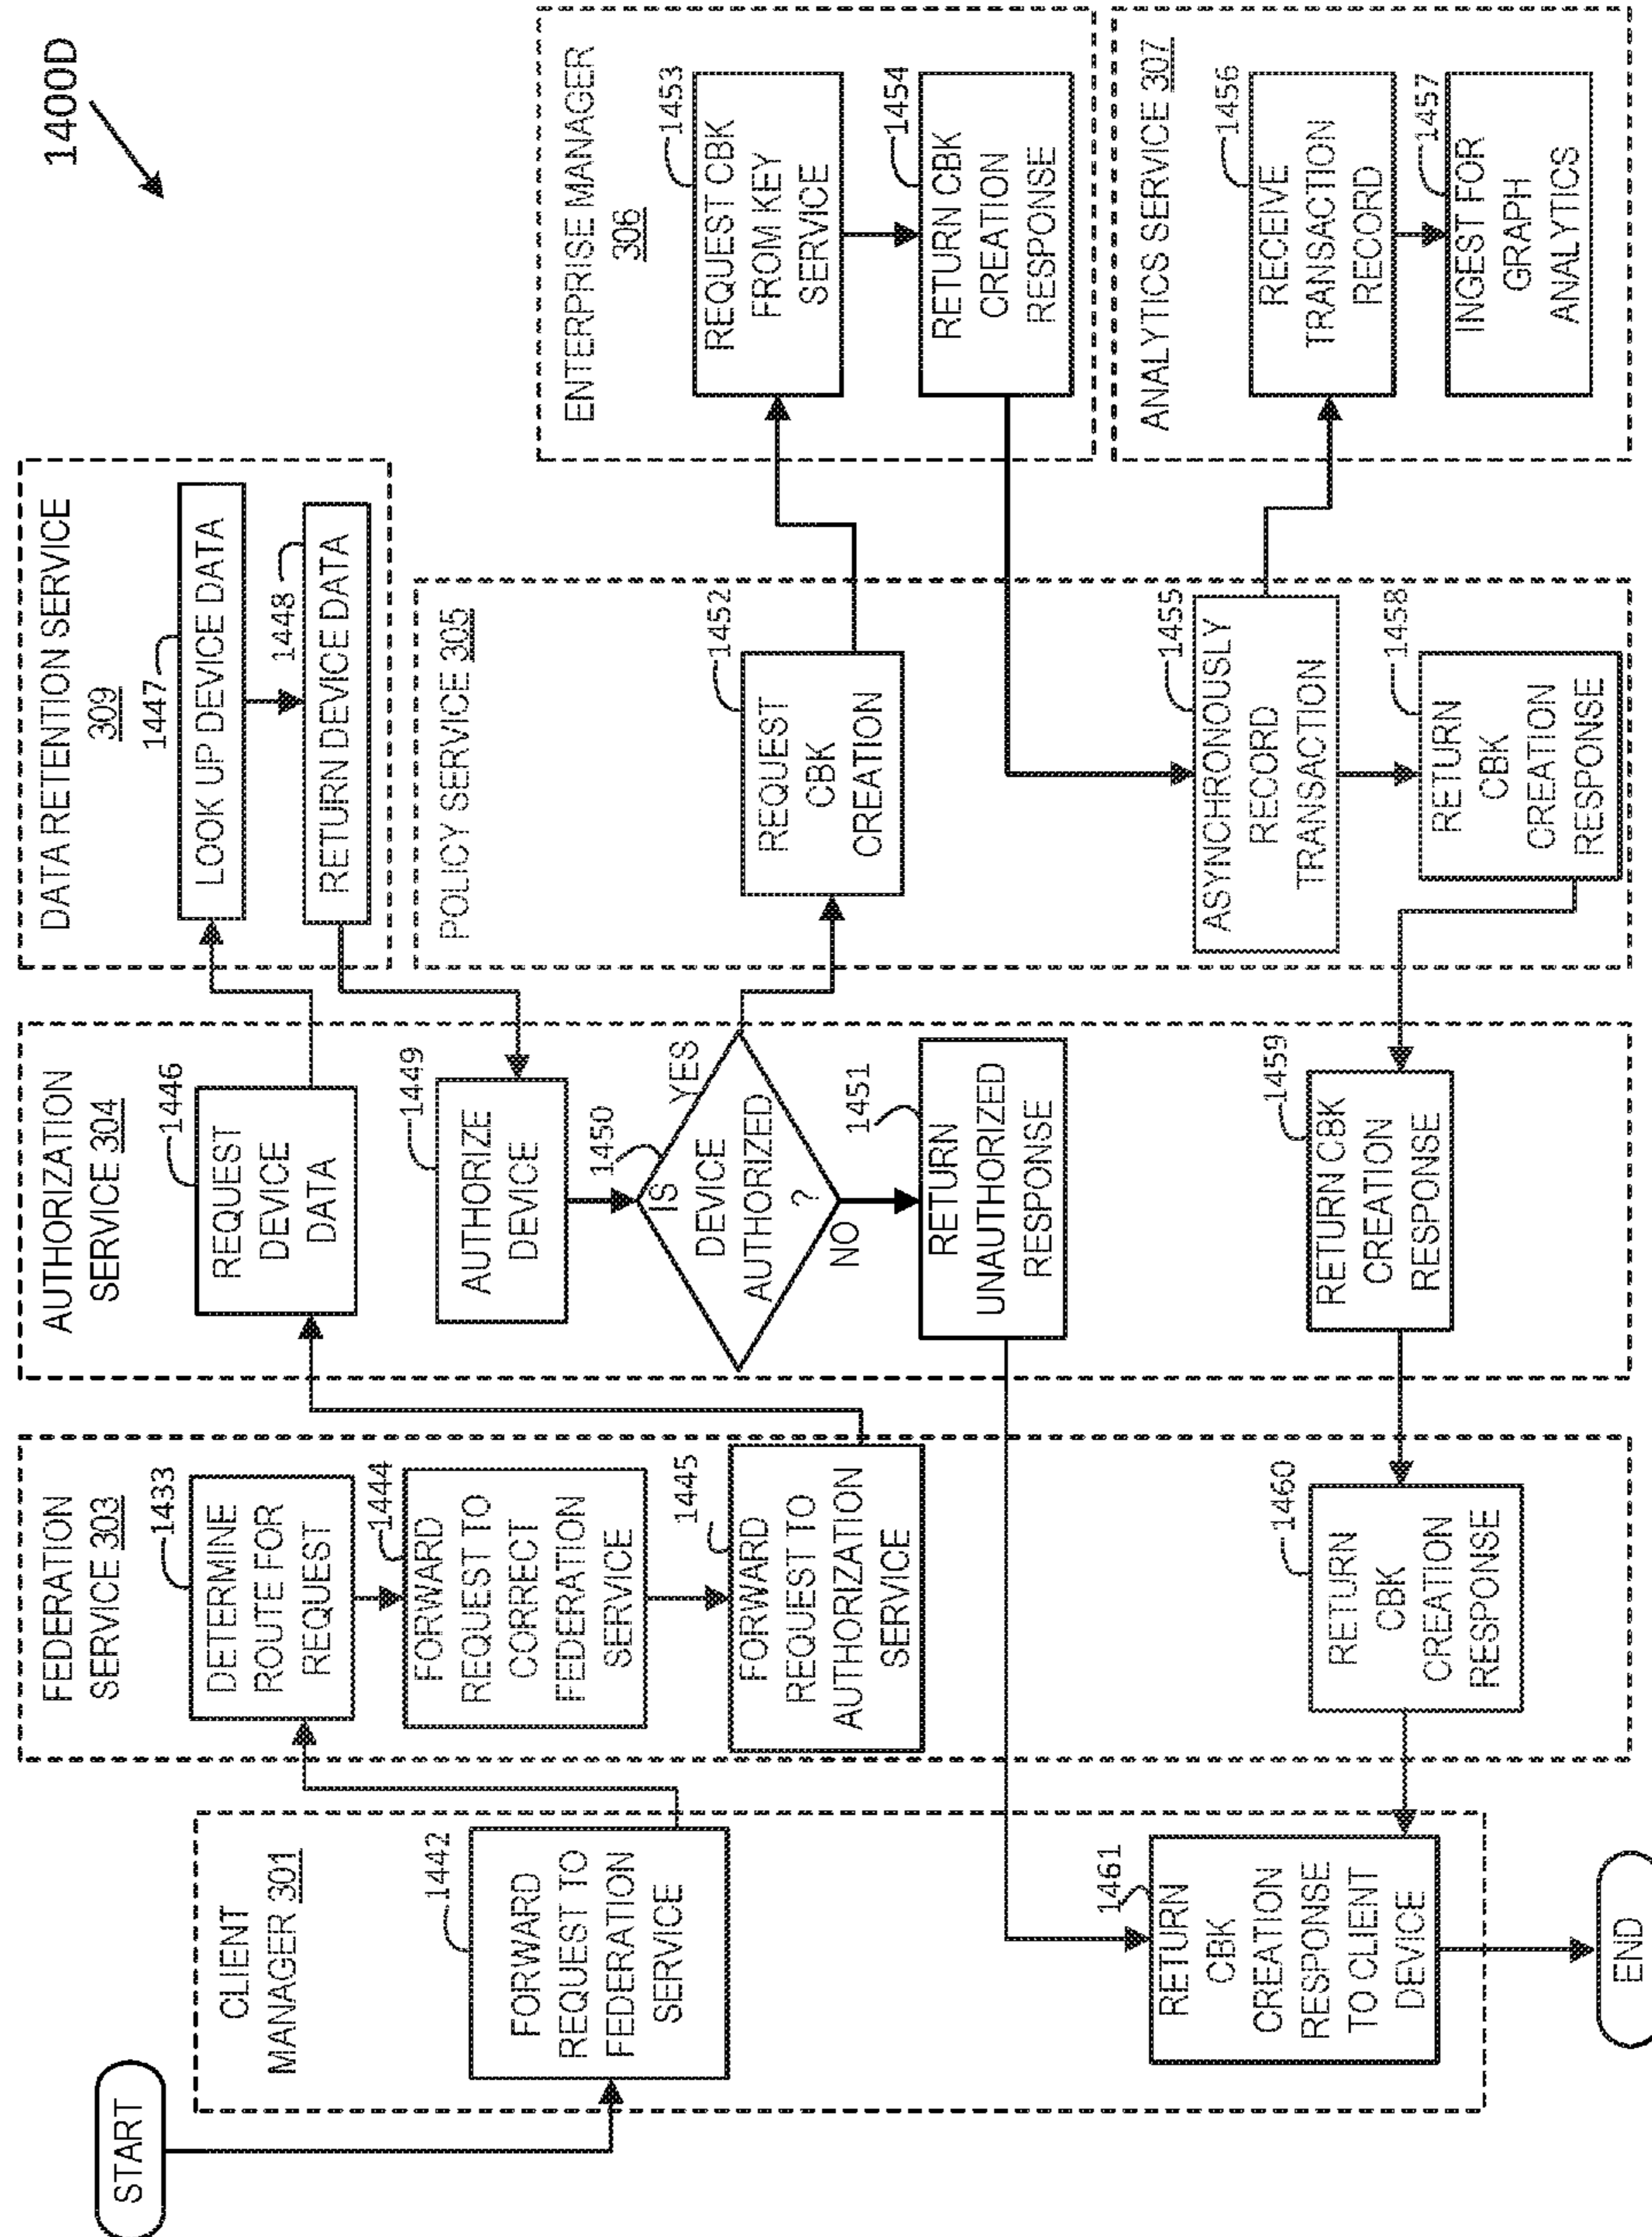 1400D
START
CLIENT
MANAGER 301
1442
FORWARD
REQUEST TO
FEDERATION
SERVICE
1461
RETURN
CBK
CREATION
RESPONSE
TO CLIENT
DEVICE
END
FEDERATION
SERVICE 303
1433
DETERMINE
ROUTE FOR
REQUEST
1444
FORWARD
REQUEST TO
CORRECT
FEDERATION
SERVICE
1445
FORWARD
REQUEST TO
AUTHORIZATION
SERVICE
1460
RETURN
CBK
CREATION
RESPONSE
AUTHORIZATION
SERVICE 304
1446
REQUEST
DEVICE
DATA
1449
AUTHORIZE
DEVICE
1450
IS
DEVICE
AUTHORIZED
?
YES
NO
1451
RETURN
UNAUTHORIZED
RESPONSE
1459
RETURN CBK
CREATION
RESPONSE
DATA RETENTION SERVICE
309
1447
LOOK UP DEVICE DATA
1448
RETURN DEVICE DATA
POLICY SERVICE 305
1452
REQUEST
CBK
CREATION
1455
ASYNCHRONOUSLY
RECORD
TRANSACTION
1458
RETURN
CBK
CREATION
RESPONSE
ENTERPRISE MANAGER
306
1453
REQUEST CBK
FROM KEY
SERVICE
1454
RETURN CBK
CREATION
RESPONSE
ANALYTICS SERVICE 307
1456
RECEIVE
TRANSACTION
RECORD
1457
INGEST FOR
GRAPH
ANALYTICS